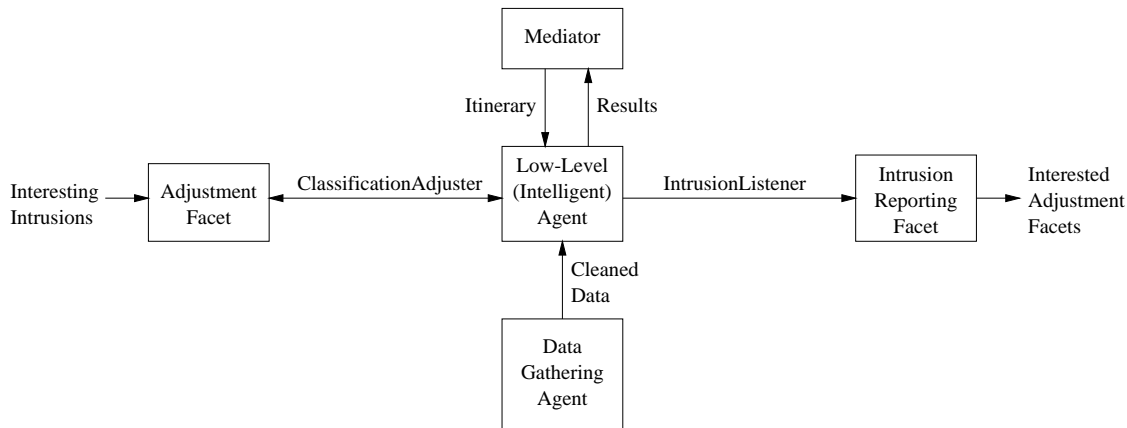 Mediator
Itinerary
Results
Interesting
Intrusions
Adjustment
Facet
ClassificationAdjuster
Low-Level
(Intelligent)
Agent
IntrusionListener
Intrusion
Reporting
Facet
Interested
Adjustment
Facets
Cleaned
Data
Data
Gathering
Agent